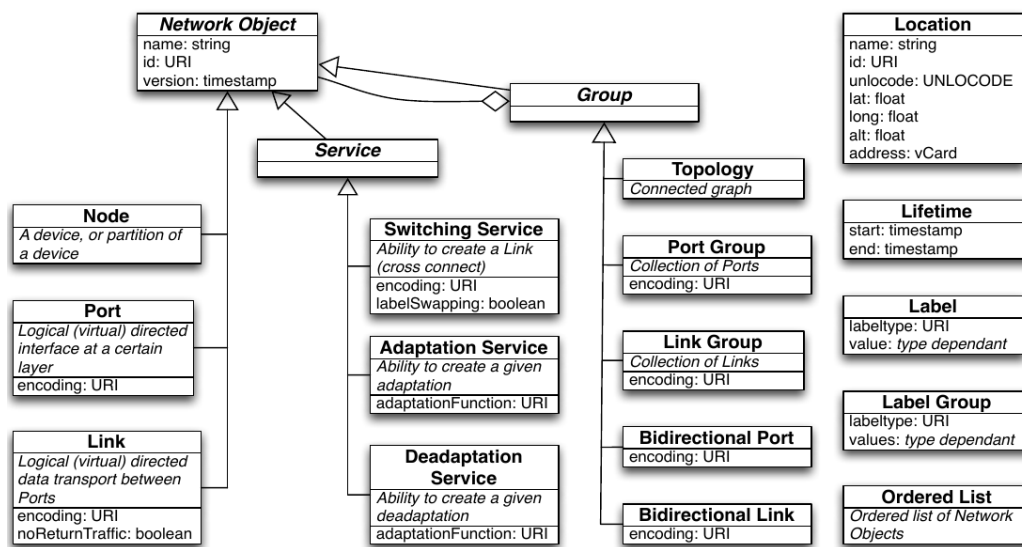 Network Object
name: string
id: URI
version: timestamp
Group
Service
Node
A device, or partition of
a device
Port
Logical (virtual) directed
interface at a certain
layer
encoding: URI
Link
Logical (virtual) directed
data transport between
Ports
encoding: URI
noReturnTraffic: boolean
Switching Service
Ability to create a Link
(cross connect)
encoding: URI
labelSwapping: boolean
Adaptation Service
Ability to create a given
adaptation
adaptationFunction: URI
Deadaptation
Service
Ability to create a given
deadaptation
adaptationFunction: URI
Topology
Connected graph
Port Group
Collection of Ports
encoding: URI
Link Group
Collection of Links
encoding: URI
Bidirectional Port
encoding: URI
Bidirectional Link
encoding: URI
Location
name: string
id: URI
unlocode: UNLOCODE
lat: float
long: float
alt: float
address: vCard
Lifetime
start: timestamp
end: timestamp
Label
labeltype: URI
value: type dependant
Label Group
labeltype: URI
values: type dependant
Ordered List
Ordered list of Network
Objects